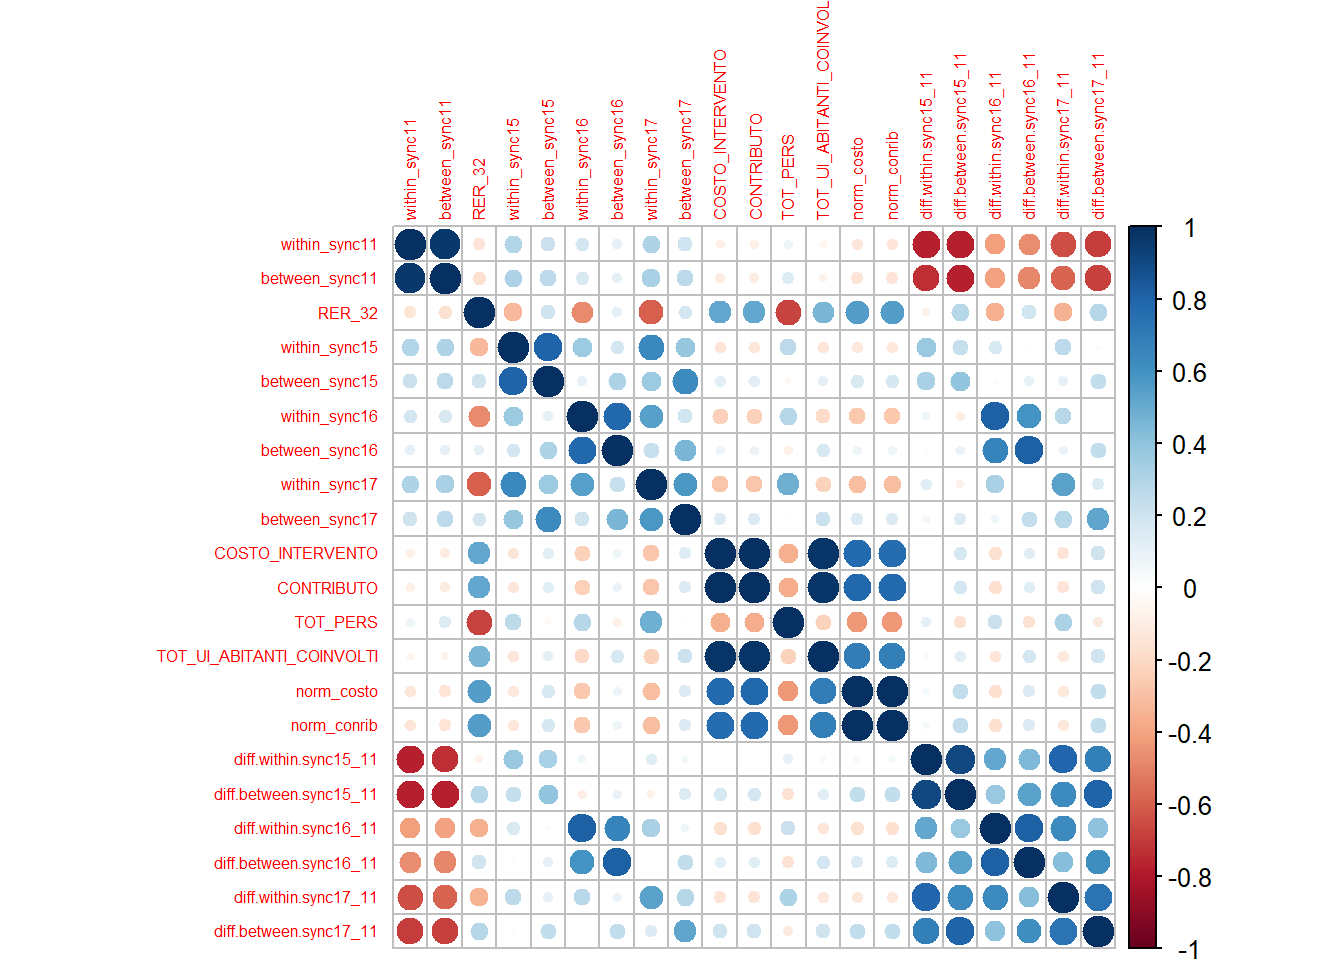 within_sync11
between_sync11
RER_32
within_sync15
between_sync15
within_sync16
between_sync16
within_sync17
between_sync17
COSTO_INTERVENTO
CONTRIBUTO
TOT_PERS
TOT_UI_ABITANTI_COINVOL
norm_costo
norm_conrib
diff.within.sync15_11
diff.between.sync15_11
diff.within.sync16_11
diff.between.sync16_11
diff.within.sync17_11
diff.between.sync17_11
within_sync11
between_sync11
RER_32
within_sync15
between_sync15
within_sync16
between_sync16
within_sync17
between_sync17
COSTO_INTERVENTO
CONTRIBUTO
TOT_PERS
TOT_UI_ABITANTI_COINVOLTI
norm_costo
norm_conrib
diff.within.sync15_11
diff.between.sync15_11
diff.within.sync16_11
diff.between.sync16_11
diff.within.sync17_11
diff.between.sync17_11
1
0.8
0.6
0.4
0.2
0
-0.2
-0.4
-0.6
-0.8
-1